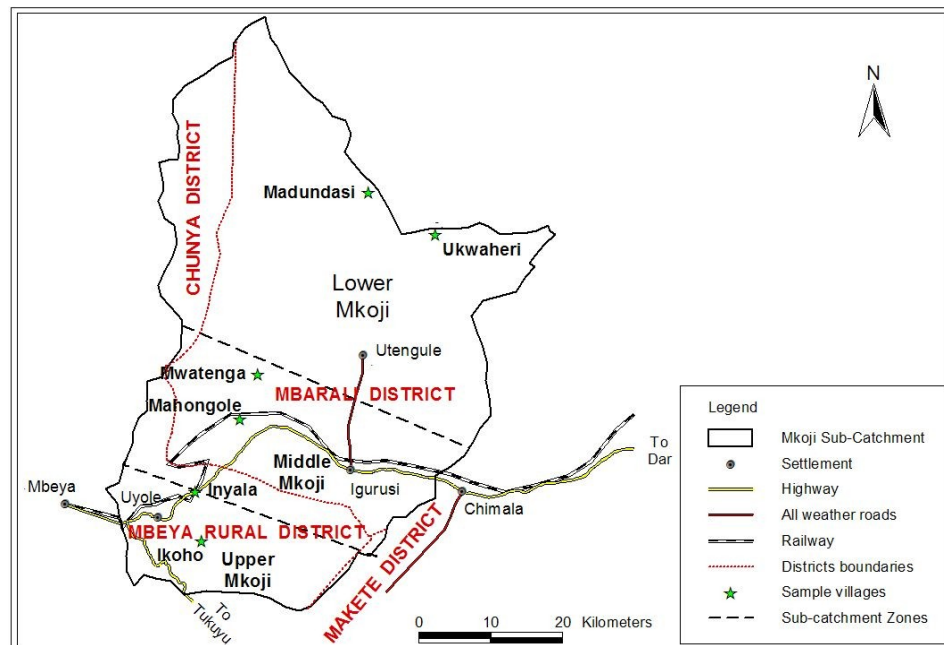 N
CHUNYA DISTRICT
Madundasi
Ukwaheri
Lower
Mkoji
Utengule
Mwatenga
MBARALI DISTRICT
Mahongole
To
Dar
Middle
Mkoji
Igurusi
Inyala
Mbeya
Uyole
Chimala
MBEYA RURAL DISTRICT
Ikoho
Upper
Mkoji
MAKETE DISTRICT
To
Tukuyu
0 10 20 Kilometers
Legend
Mkoji Sub-Catchment
Settlement
Highway
All weather roads
Railway
Districts boundaries
Sample villages
Sub-catchment Zones